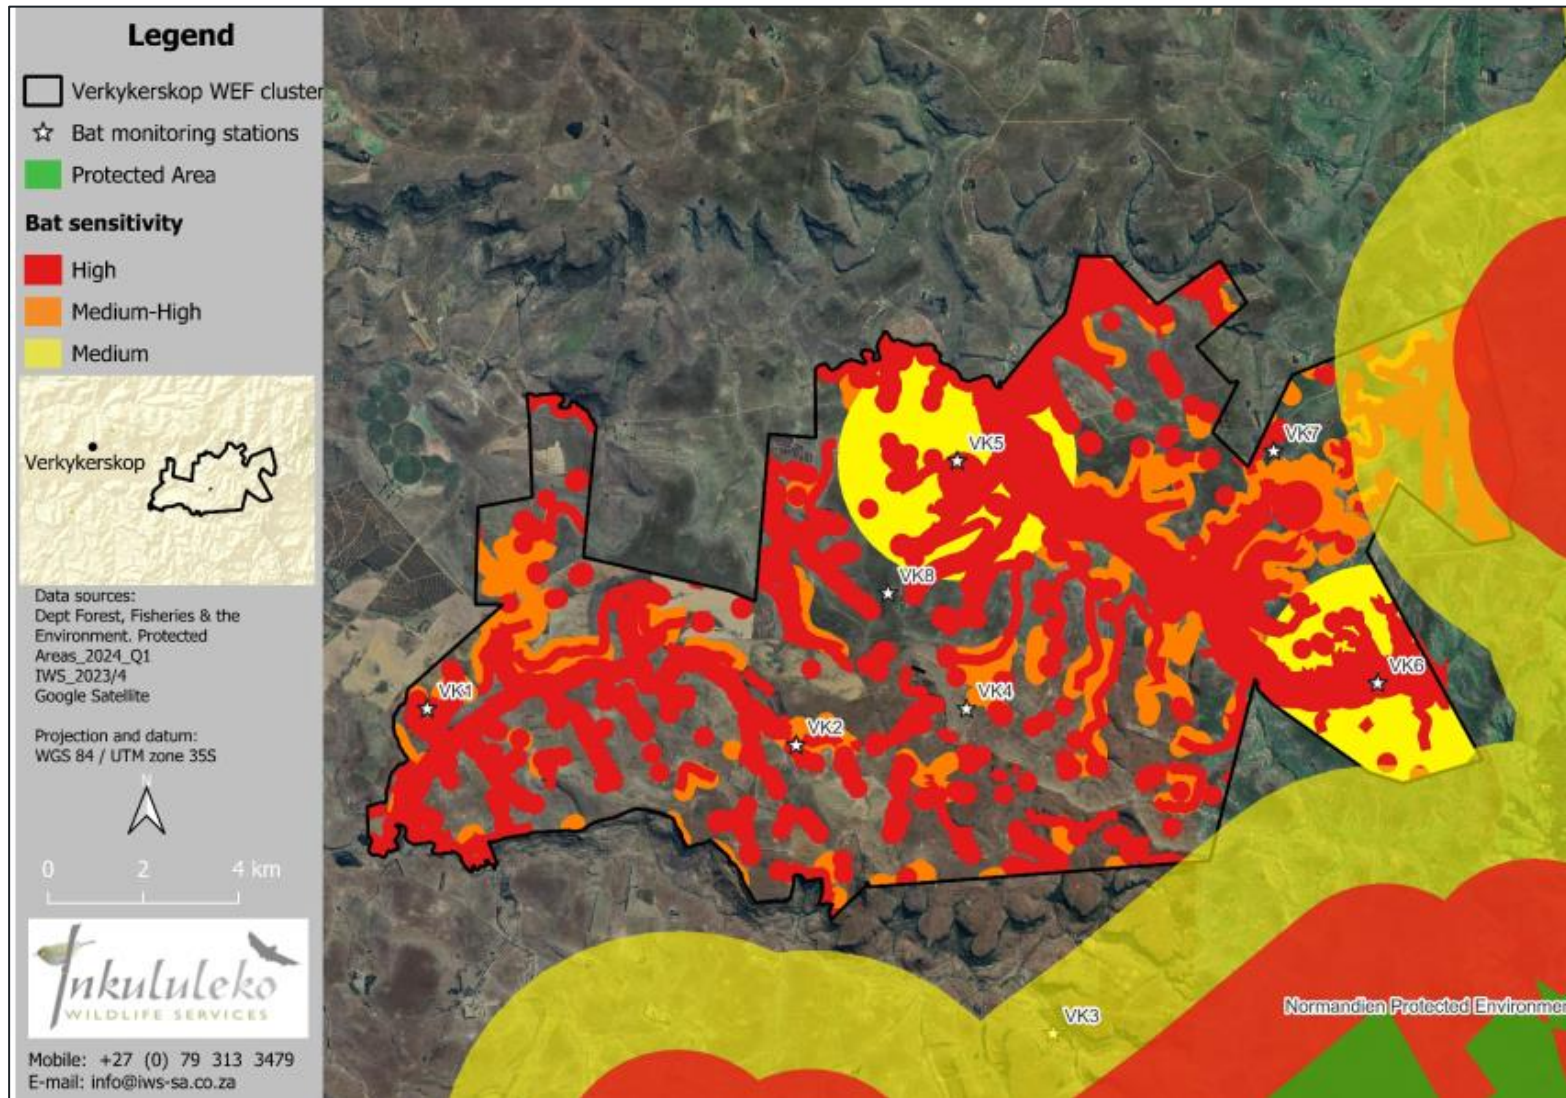 Legend
Verkykerskop WEF cluster
Bat monitoring stations
Protected Area
Bat sensitivity
High
Medium-High
Medium
Verkykerskop
Data sources:
Dept Forest, Fisheries & the
Environment. Protected
Areas_2024_Q1
IWS_2023/4
Google Satellite
Projection and datum:
WGS 84 / UTM zone 35S
N
0 2 4 km
Inkululeko
WILDLIFE SERVICES
Mobile: +27 (0) 79 313 3479
E-mail: info@iws-sa.co.za
VK5
VK7
VK8
VK6
VK1
VK4
VK2
VK3
Normandien Protected Environmen